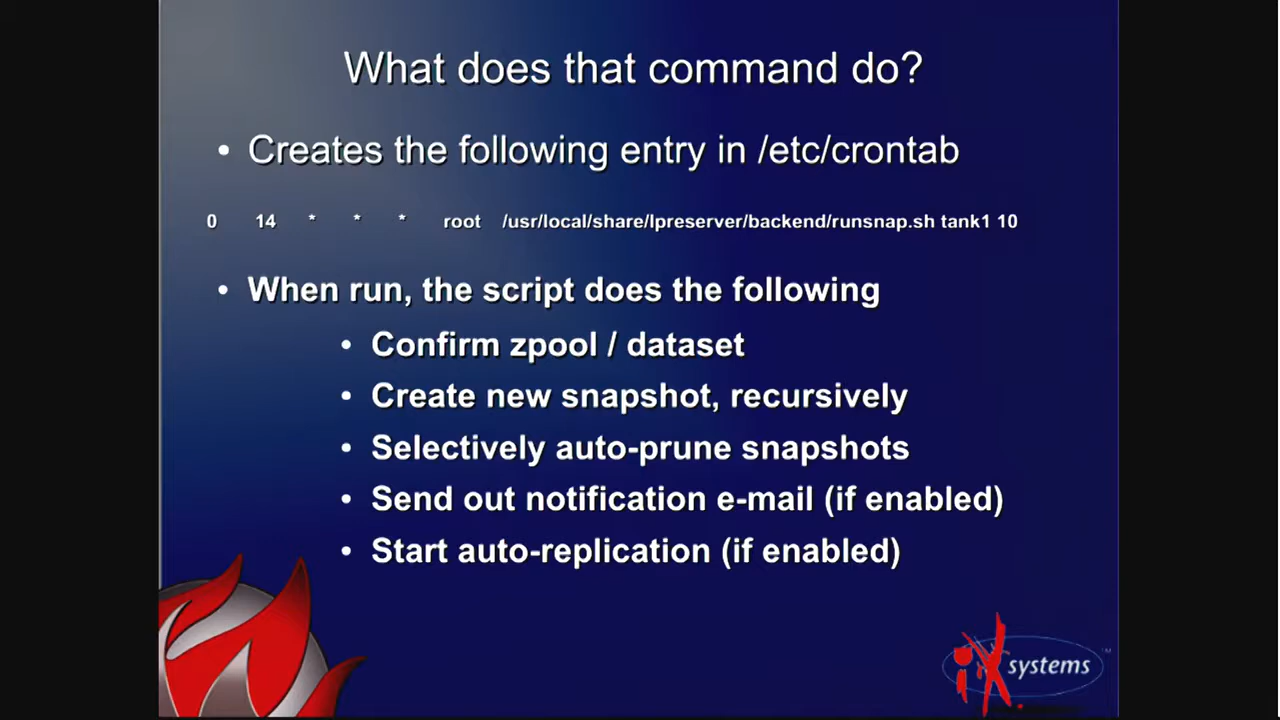 What does that command do?
• Creates the following entry in /etc/crontab
0 14 * * * root /usr/local/share/lpreserver/backend/runsnap.sh tank1 10
• When run, the script does the following
• Confirm zpool / dataset
• Create new snapshot, recursively
• Selectively auto-prune snapshots
• Send out notification e-mail (if enabled)
• Start auto-replication (if enabled)
iX systems ™